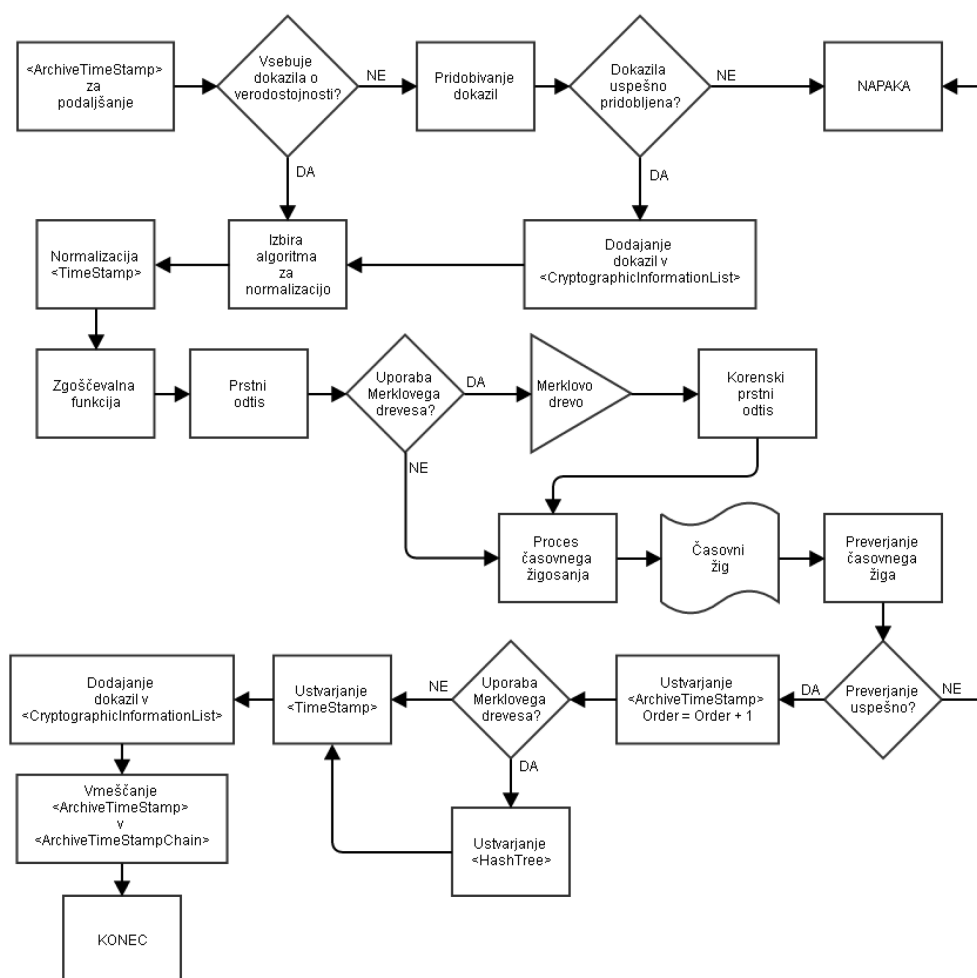 <ArchiveTimeStamp>
za
podaljšanje
Vsebuje
dokazila o
verodostojnosti?
NE
Pridobivanje
dokazil
Dokazila
uspešno
pridobljena?
NE
NAPAKA
DA
DA
Normalizacija
<TimeStamp>
Izbira
algoritma
za
normalizacijo
Dodajanje
dokazil v
<CryptographicInformationList>
Zgoščevalna
funkcija
Prstni
odtis
Uporaba
Merklovega
drevesa?
DA
Merklovo
drevo
Korenski
prstni
odtis
NE
Proces
časovnega
žigosanja
Časovni
žig
Preverjanje
časovnega
žiga
Preverjanje
uspešno?
NE
DA
Ustvarjanje
<ArchiveTimeStamp>
Order = Order + 1
Uporaba
Merklovega
drevesa?
NE
Ustvarjanje
<TimeStamp>
Dodajanje
dokazil v
<CryptographicInformationList>
DA
Ustvarjanje
<HashTree>
Vmeščanje
<ArchiveTimeStamp>
v
<ArchiveTimeStampChain>
KONEC